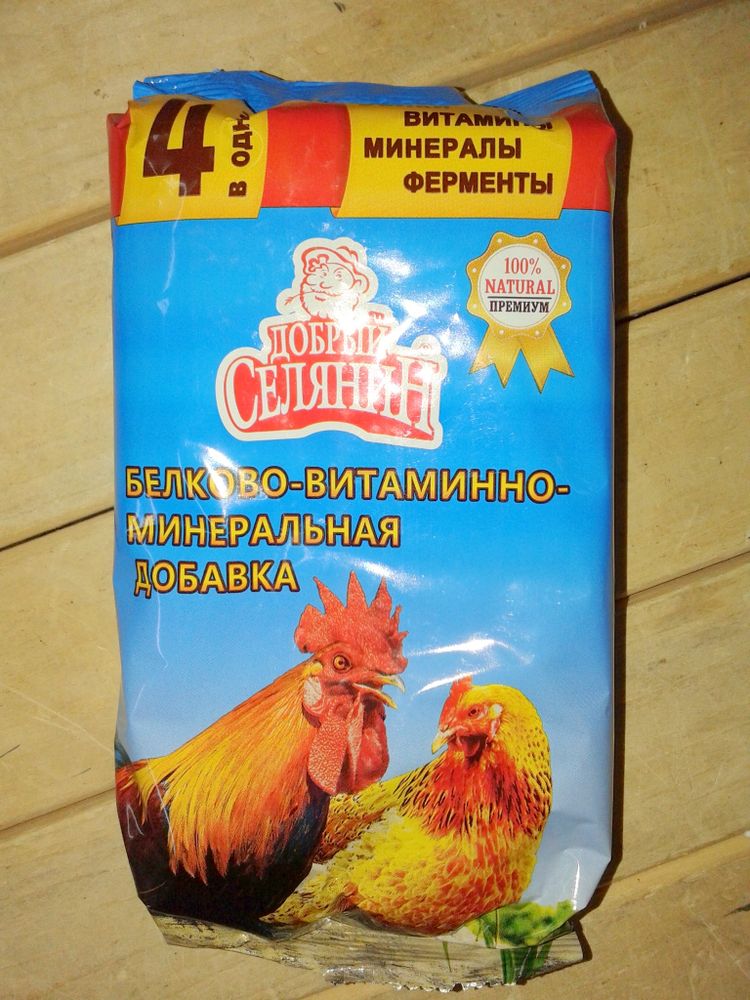 4
В ОДН
ВИТАМИНЫ
МИНЕРАЛЫ
ФЕРМЕНТЫ
100%
NATURAL
ПРЕМИУМ
ДОБРЫЙ
СЕЛЯНИН®
БЕЛКОВО-ВИТАМИННО-
-МИНЕРАЛЬНАЯ
ДОБАВКА